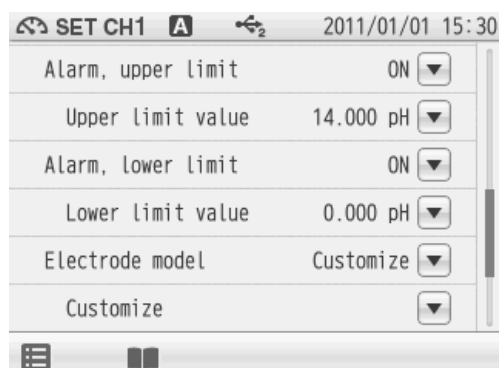 SET CH1 A 2 2011/01/01 15:30
Alarm, upper limit ON
Upper limit value 14.000 pH
Alarm, lower limit ON
Lower limit value 0.000 pH
Electrode model Customize
Customize